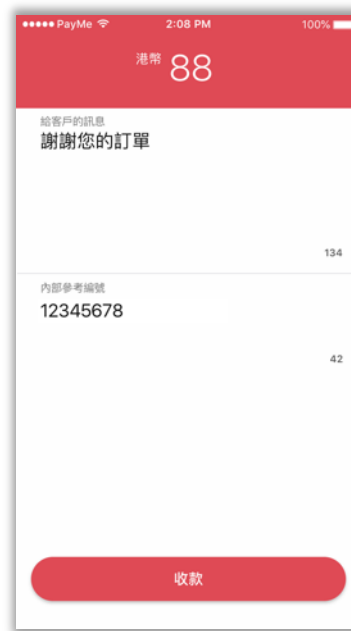 PayMe 2:08 PM 100%
港幣 88
給客戶的訊息
謝謝您的訂單
134
內部參考編號
12345678
42
收款